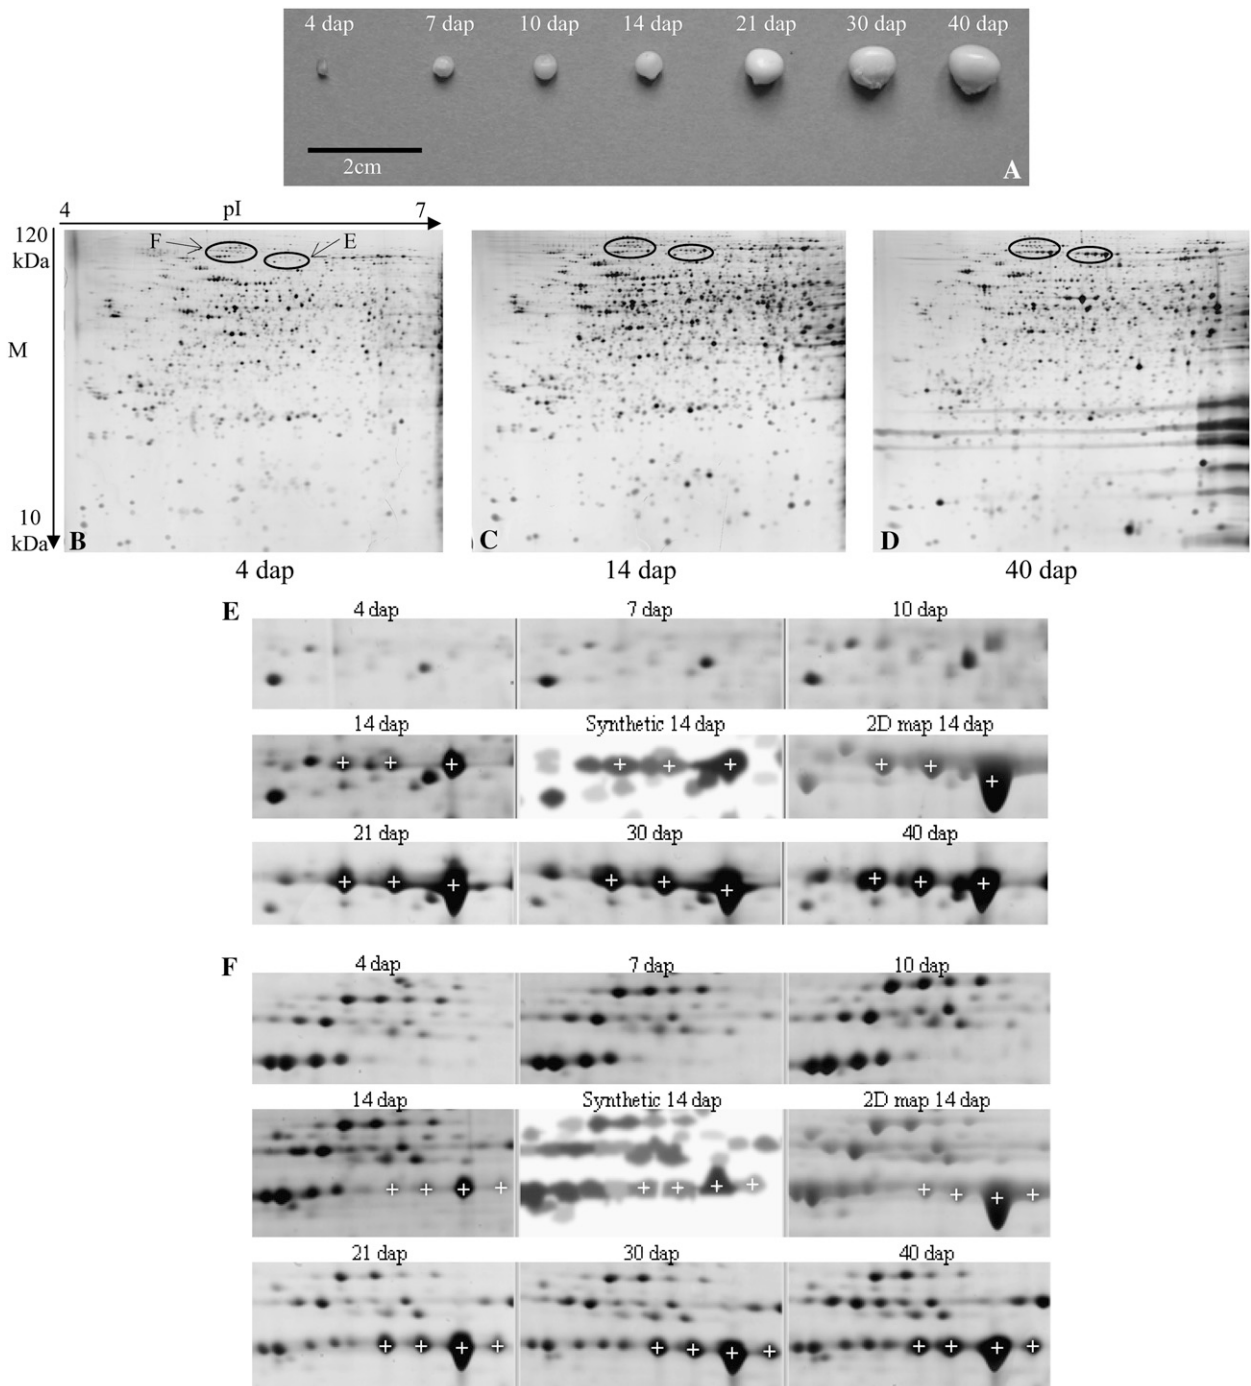 4 dap 7 dap 10 dap 14 dap 21 dap 30 dap 40 dap
2cm
A
4 pI 7
120
kDa
F E
M
10
kDa
B C D
4 dap 14 dap 40 dap
E
4 dap 7 dap 10 dap
14 dap Synthetic 14 dap 2D map 14 dap
21 dap 30 dap 40 dap
F
4 dap 7 dap 10 dap
14 dap Synthetic 14 dap 2D map 14 dap
21 dap 30 dap 40 dap